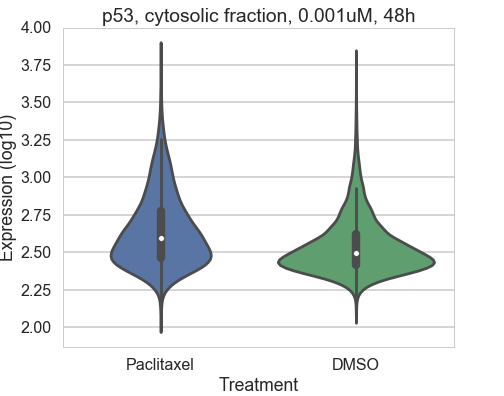 p53, cytosolic fraction, 0.001uM, 48h
Expression (log10)
4.00
3.75
3.50
3.25
3.00
2.75
2.50
2.25
2.00
Paclitaxel
DMSO
Treatment